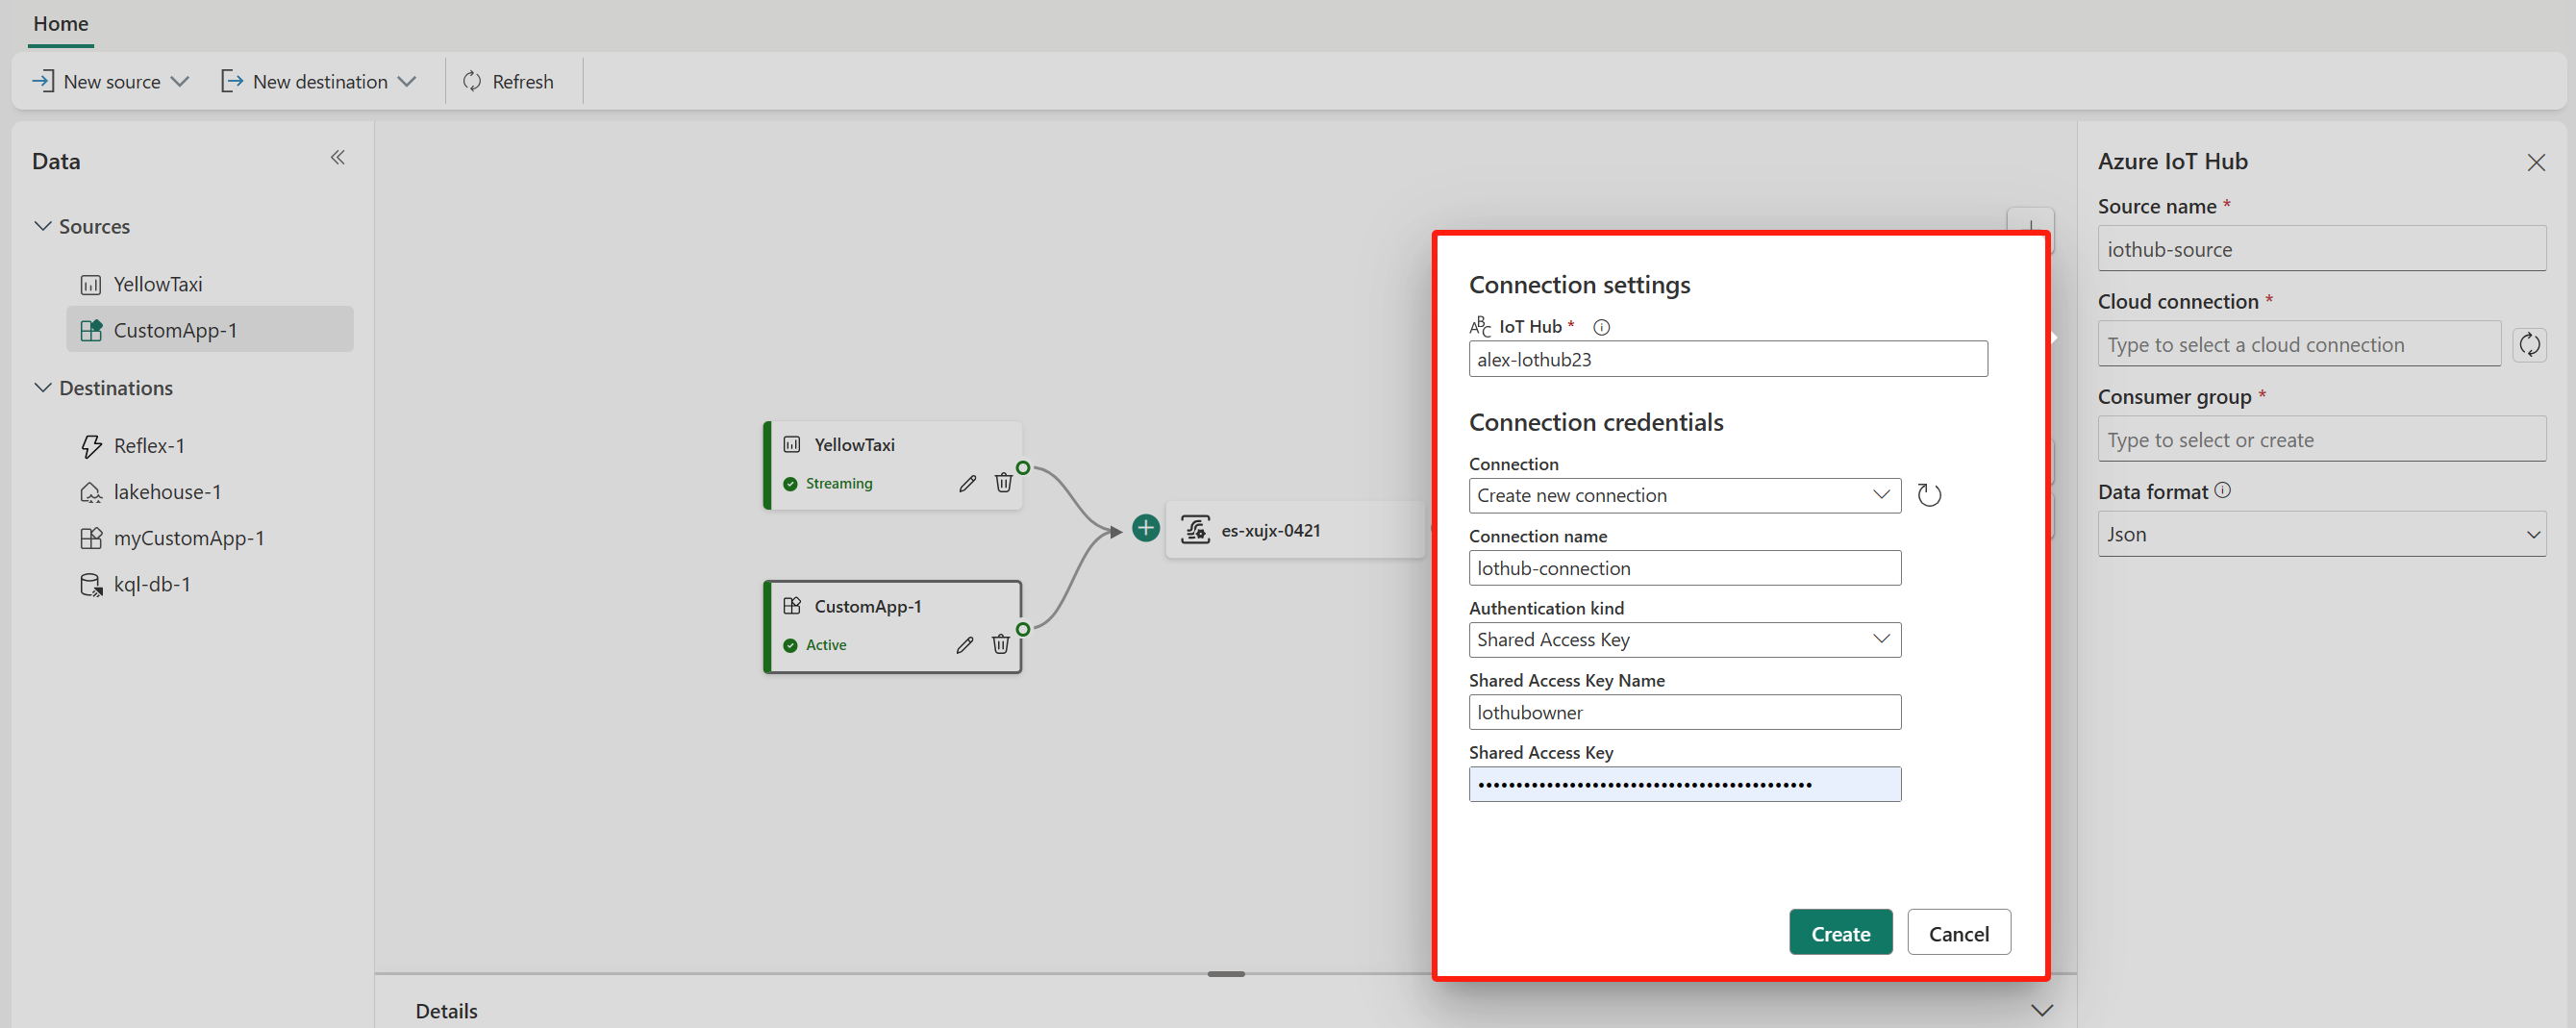 Home
New source
New destination
Refresh
Data
Sources
YellowTaxi
CustomApp-1
Destinations
Reflex-1
lakehouse-1
myCustomApp-1
kql-db-1
YellowTaxi
Streaming
CustomApp-1
Active
es-xujx-0421
Details
Connection settings
ABC IoT Hub *
alex-lothub23
Connection credentials
Connection
Create new connection
Connection name
lothub-connection
Authentication kind
Shared Access Key
Shared Access Key Name
lothubowner
Shared Access Key
Create
Cancel
Azure IoT Hub
Source name *
iothub-source
Cloud connection *
Type to select a cloud connection
Consumer group *
Type to select or create
Data format
Json